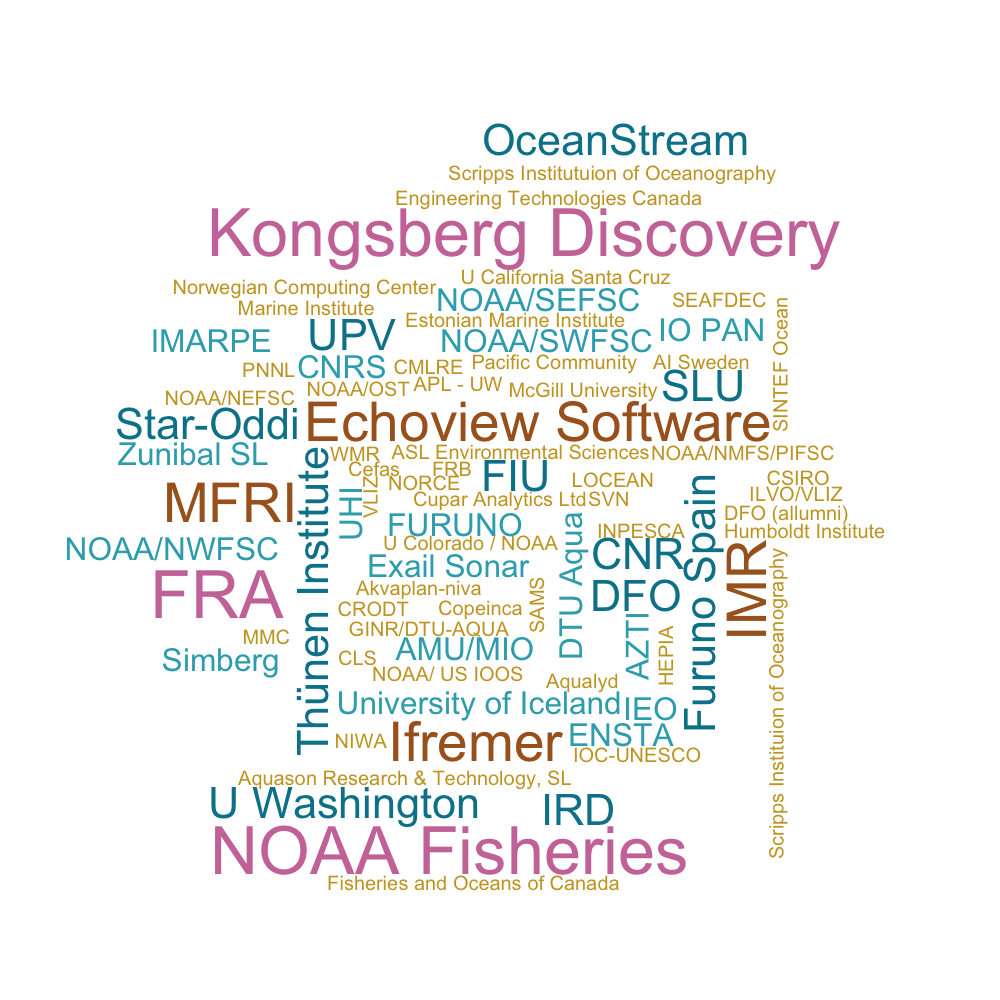 OceanStream
Scripps Institutuion of Oceanography
Engineering Technologies Canada
Kongsberg Discovery
U California Santa Cruz
Norwegian Computing Center
NOAA/SEFSC
SEAFDEC
Marine Institute
Estonian Marine Institute
SINTEF Ocean
IMARPE
UPV
NOAA/SWFSC
IO PAN
PNNL
CNRS
CMLRE
Pacific Community
AI Sweden
NOAA/NEFSC
NOAA/OST
APL - UW
McGill University
SLU
Star-Oddi
Echoview Software
Zunibal SL
WMR
ASL Environmental Sciences
NOAA/NMFS/PIFSC
Cefas
FRB
FIU
LOCEAN
CSIRO
NORCE
VLIZ
UHI
Thünen Institute
MFRI
Cupar Analytics Ltd
SVN
ILVO/VLIZ
DFO (allumni)
FURUNO
INPESCA
Humboldt Institute
NOAA/NWFSC
U Colorado / NOAA
DTU Aqua
CNR
Furuno Spain
IMR
Exail Sonar
FRA
Akvaplan-niva
SAMS
DFO
CRODT
Copeinca
GINR/DTU-AQUA
MMC
AMU/MIO
AZTI
HEPIA
Scripps Instituion of Oceanography
Simberg
CLS
NOAA/ US IOOS
Aqualyd
University of Iceland
IEO
NIWA
Ifremer
ENSTA
IOC-UNESCO
Aquason Research & Technology, SL
U Washington
IRD
NOAA Fisheries
Fisheries and Oceans of Canada